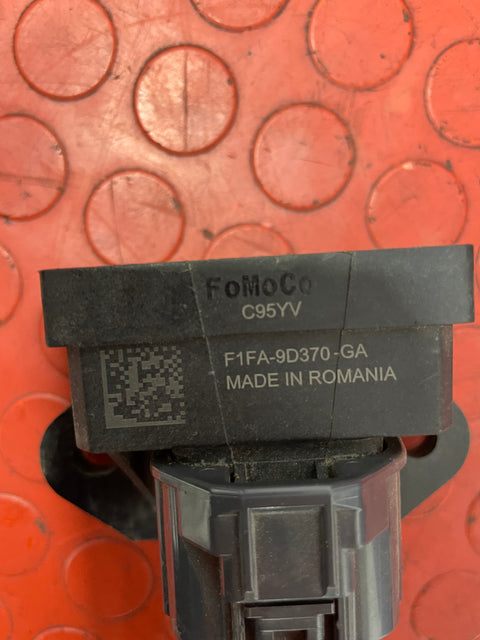 FoMoCo
C95YV
F1FA-9D370-GA
MADE IN ROMANIA